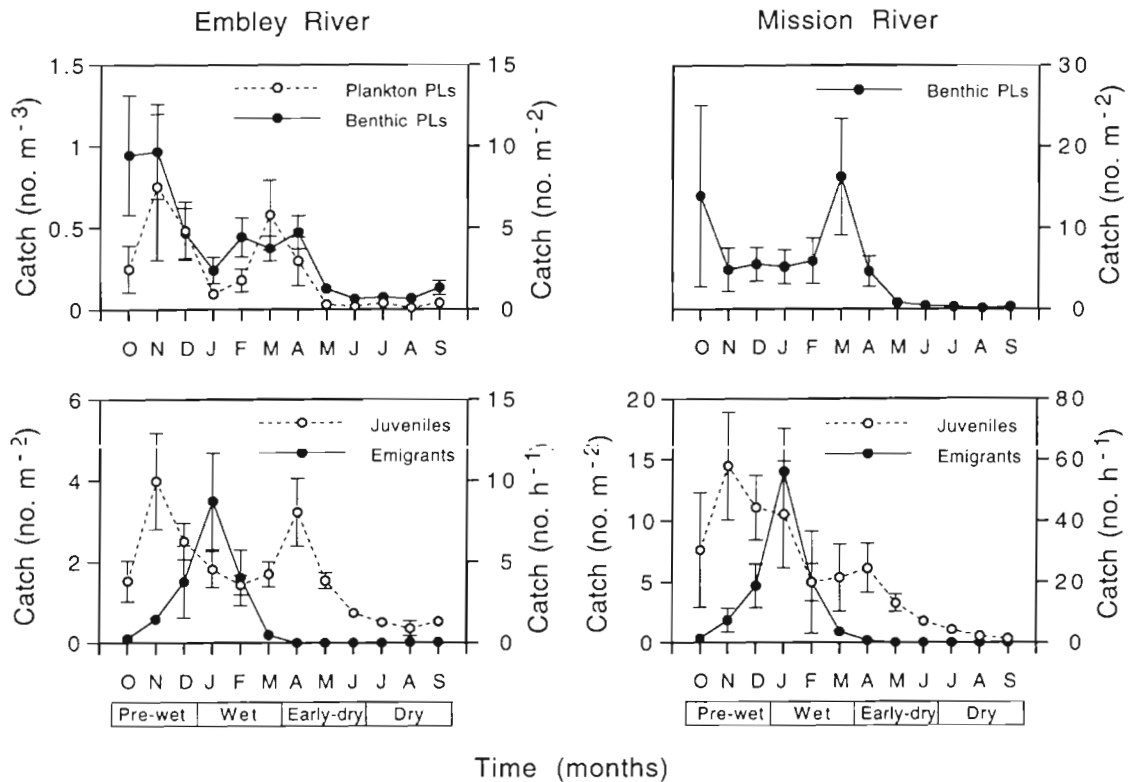 Embley River
Mission River
1.5
1
0.5
0
Catch (no. m-3)
Plankton PLs
Benthic PLs
15
10
5
0
Catch (no. m-2)
O N D J F M A M J J A S
Benthic PLs
30
20
10
0
Catch (no. m-2)
O N D J F M A M J J A S
6
4
2
0
Catch (no. m-2)
Juveniles
Emigrants
15
10
5
0
Catch (no. h-1)
O N D J F M A M J J A S
Pre-wet Wet Early-dry Dry
20
15
10
5
0
Catch (no. m-2)
Juveniles
Emigrants
80
60
40
20
0
Catch (no. h-1)
O N D J F M A M J J A S
Pre-wet Wet Early-dry Dry
Time (months)